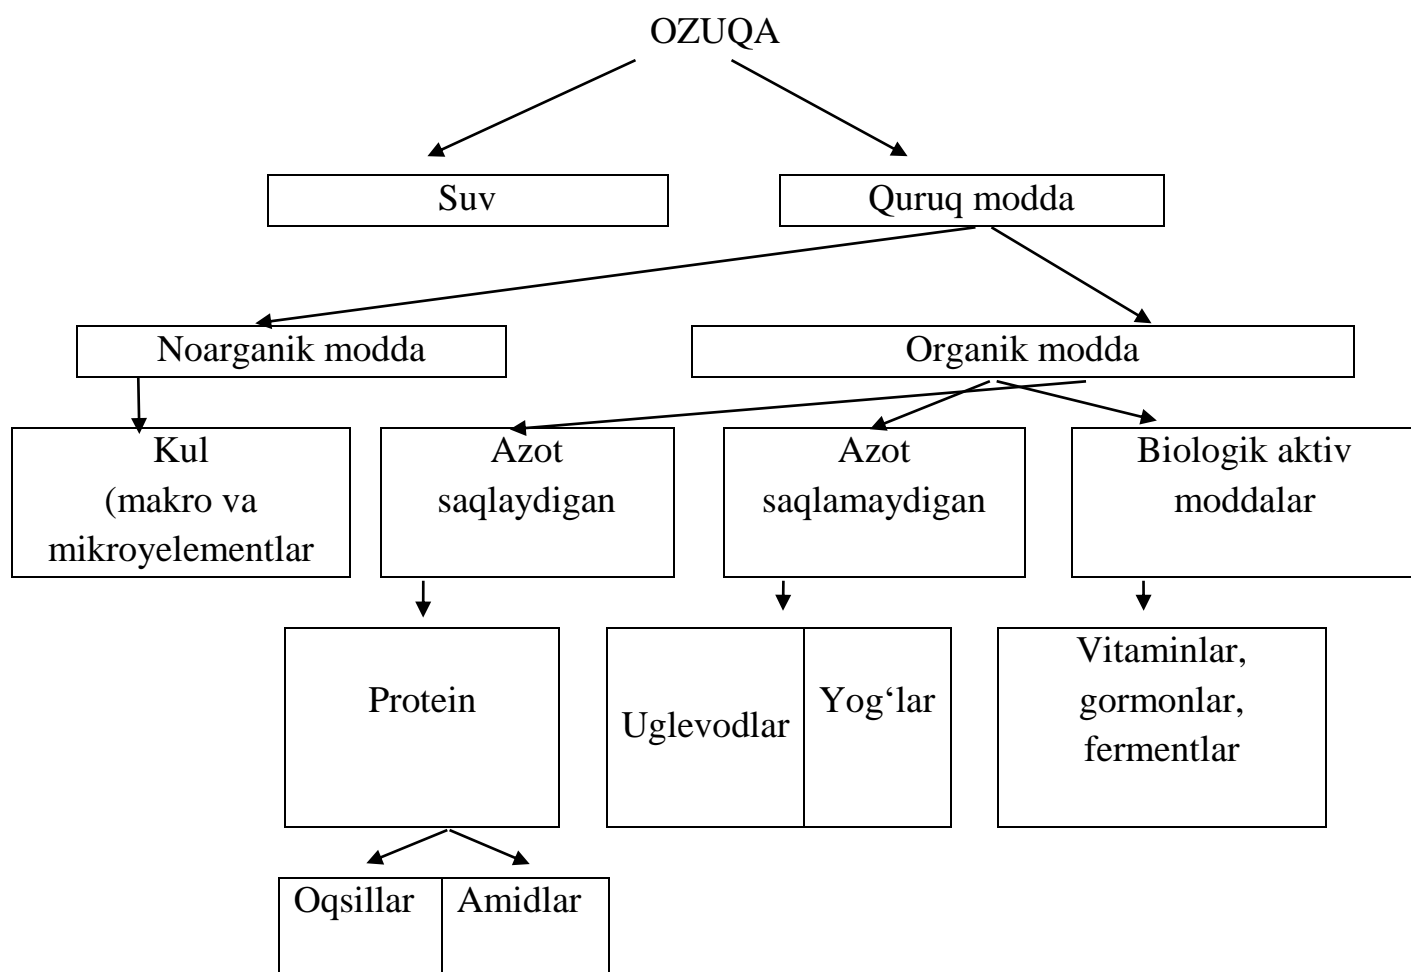 OZUQA
Suv
Quruq modda
Noarganik modda
Organik modda
Kul
(makro va
mikroyelementlar
Azot
saqlaydigan
Azot
saqlamaydigan
Biologik aktiv
moddalar
Protein
Uglevodlar
Yog‘lar
Vitaminlar,
gormonlar,
fermentlar
Oqsillar
Amidlar